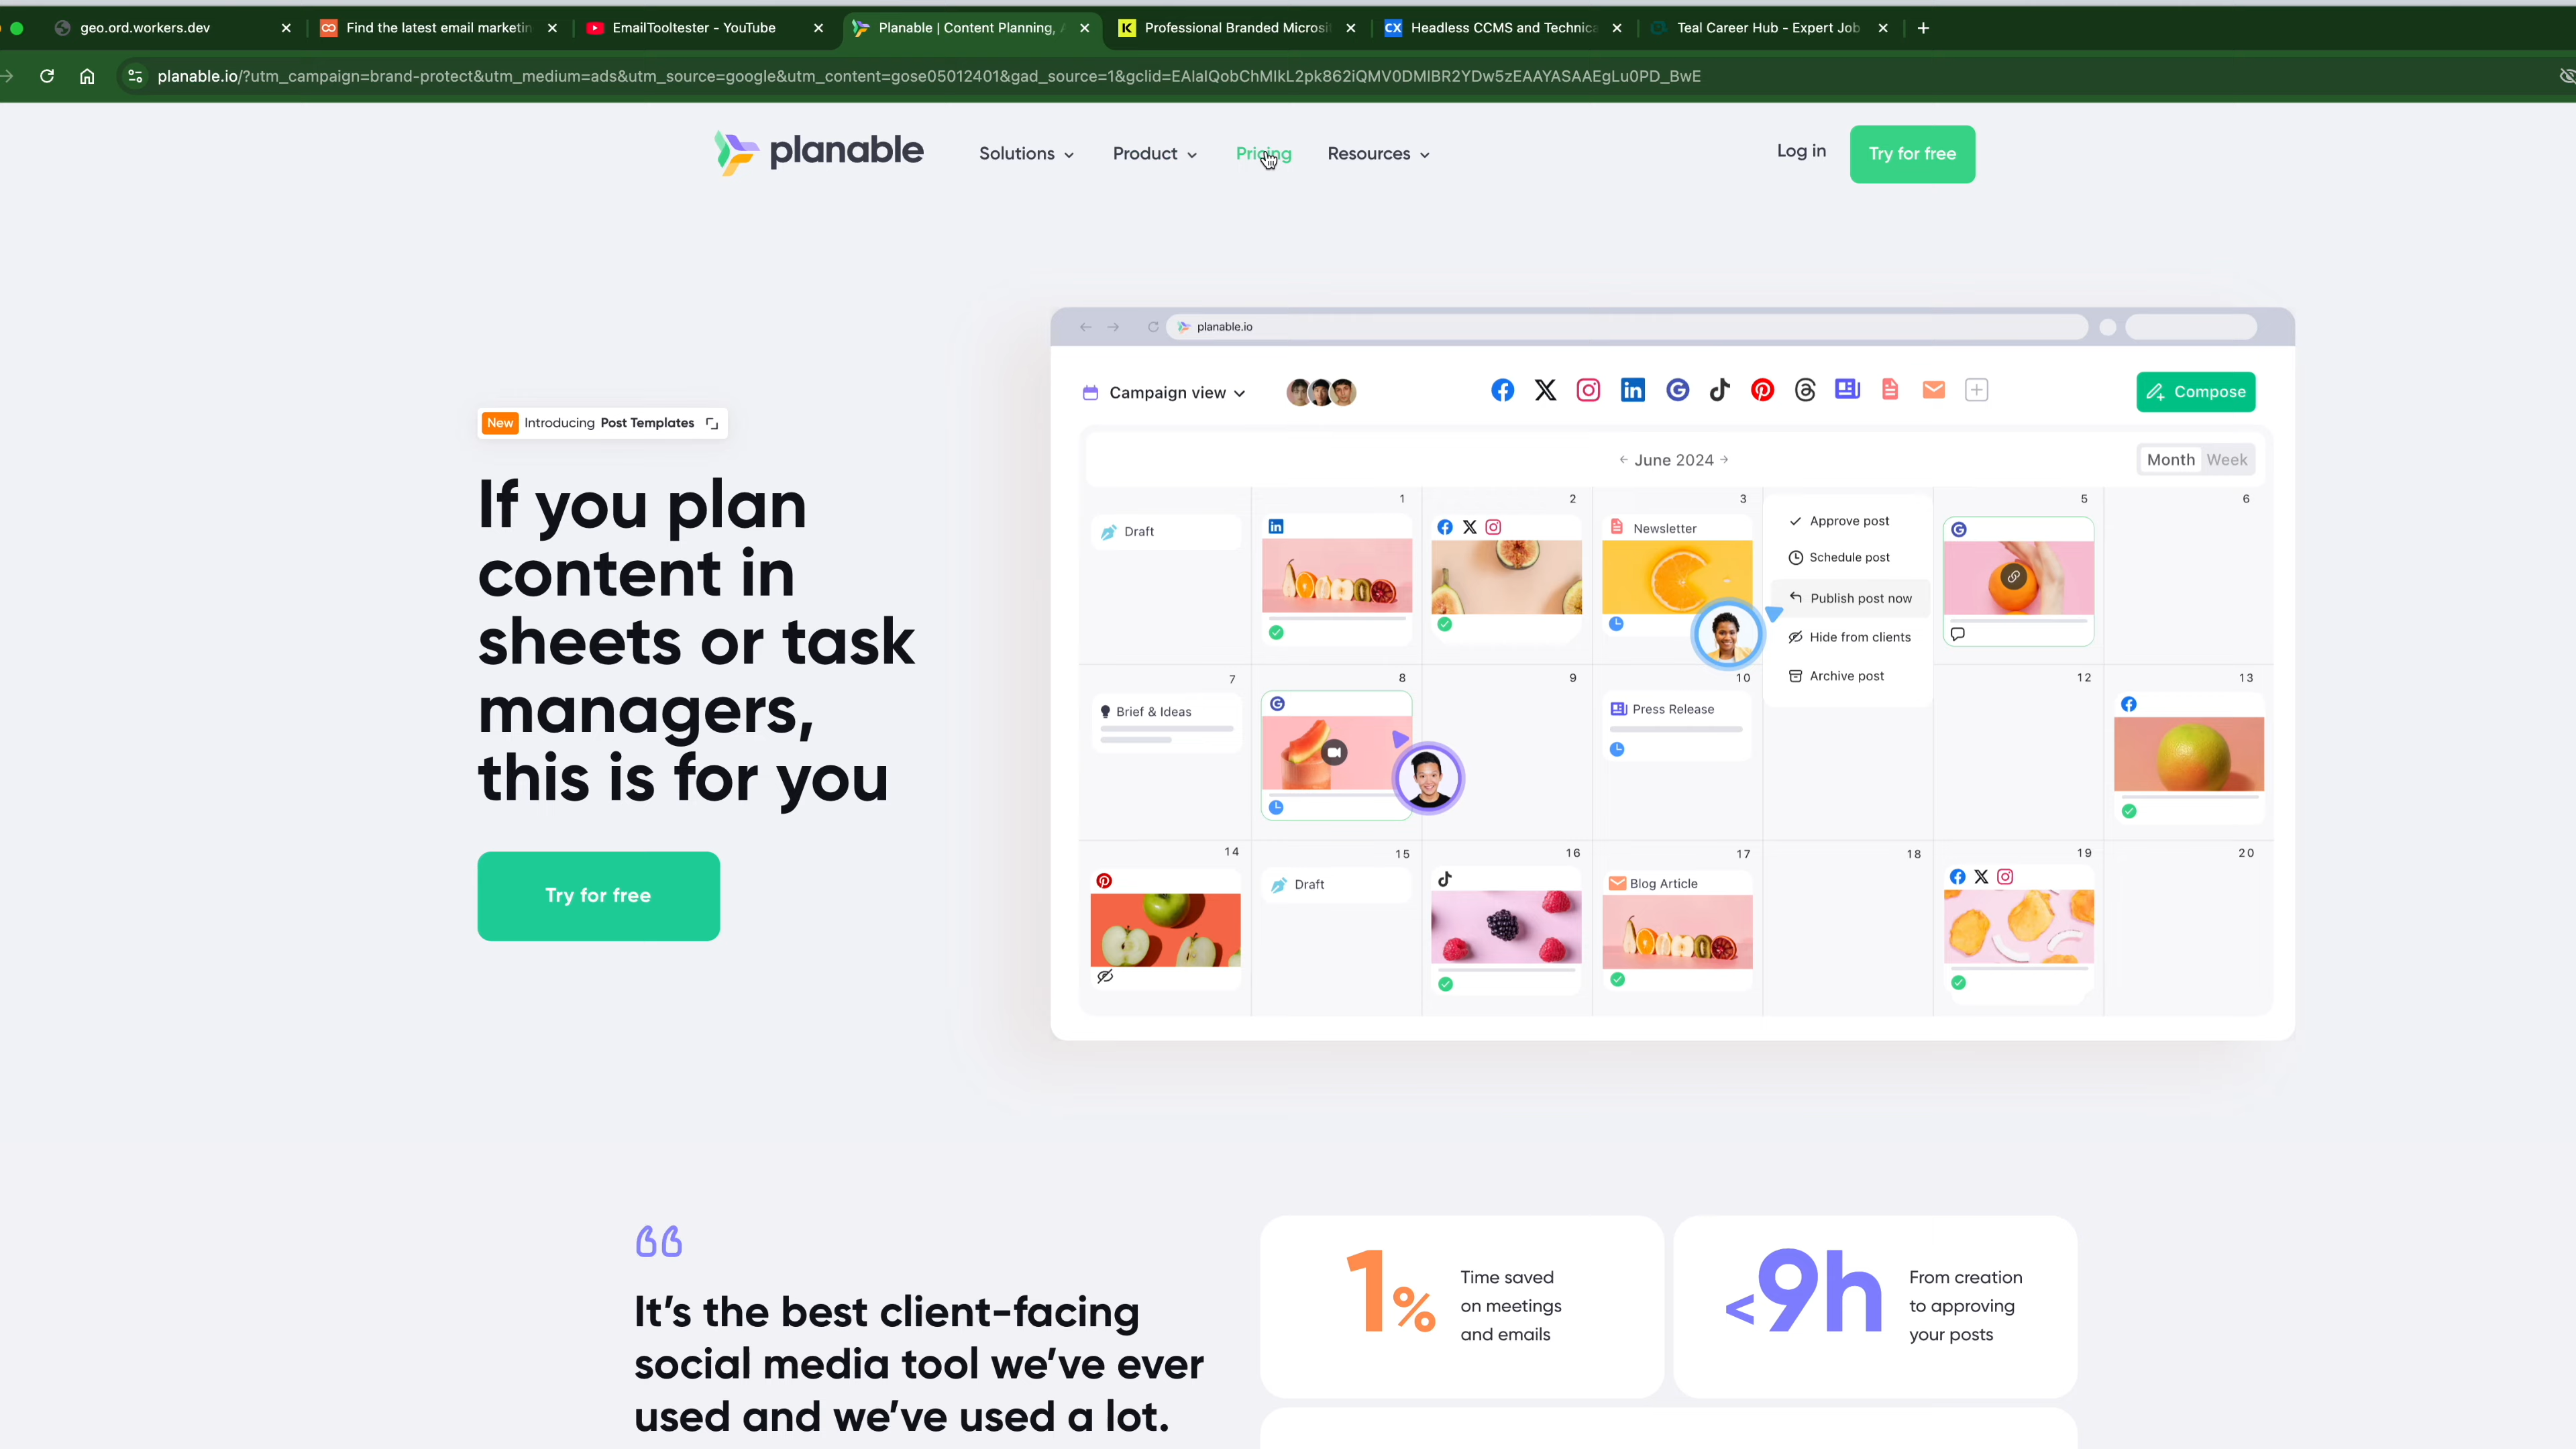 geo.ord.workers.dev
Find the latest email marketin
EmailTooltester - YouTube
Planable | Content Planning, A
Professional Branded Microsit
CX Headless CCMS and Technica
Teal Career Hub - Expert Job
planable.io/?utm_campaign=brand-protect&utm_medium=ads&utm_source=google&utm_content=gose05012401&gad_source=1&gclid=EAIaIQobChMIkL2pk862iQMV0DMIBR2YDw5zEAAYASAAEgLu0PD_BwE
planable
Solutions
Product
Pricing
Resources
Log in
Try for free
planable.io
Campaign view
Compose
June 2024
Month Week
New Introducing Post Templates
If you plan
content in
sheets or task
managers,
this is for you
Try for free
1
2
3
5
6
Draft
Newsletter
Approve post
Schedule post
Publish post now
Hide from clients
Archive post
7
8
9
10
12
13
Brief & Ideas
Press Release
14
15
16
17
18
19
20
Draft
Blog Article
It's the best client-facing
social media tool we've ever
used and we've used a lot.
1%
Time saved
on meetings
and emails
<9h
From creation
to approving
your posts